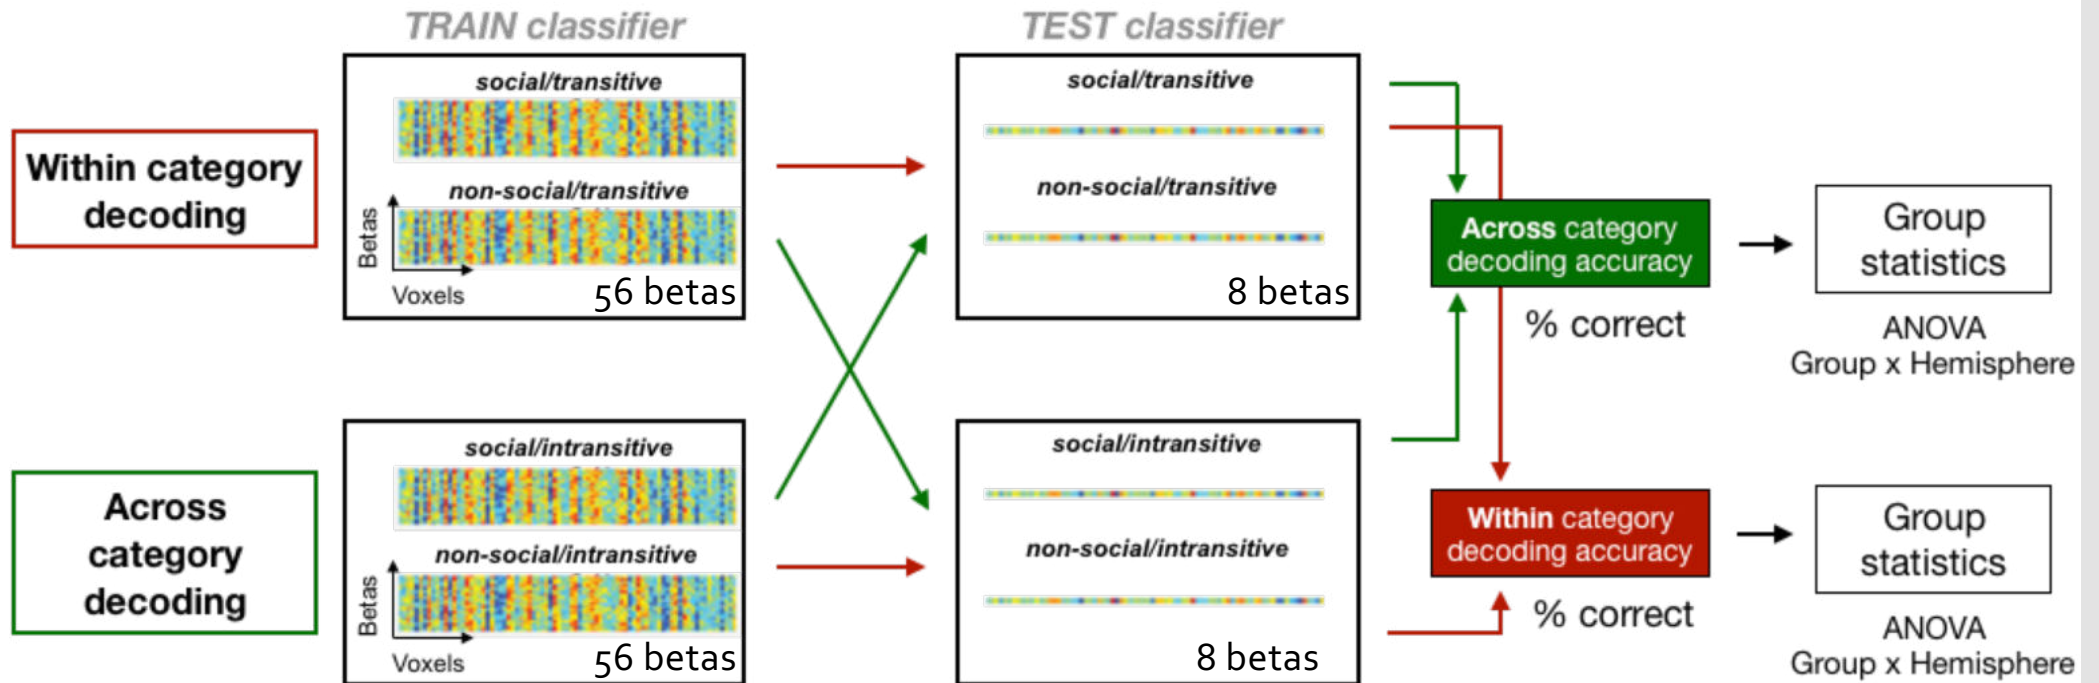 TRAIN classifier
TEST classifier
Within category
decoding
social/transitive
non-social/transitive
Betas
Voxels
56 betas
social/transitive
non-social/transitive
8 betas
Across category
decoding accuracy
% correct
Group
statistics
ANOVA
Group x Hemisphere
Across
category
decoding
social/intransitive
non-social/intransitive
Betas
Voxels
56 betas
social/intransitive
non-social/intransitive
8 betas
Within category
decoding accuracy
% correct
Group
statistics
ANOVA
Group x Hemisphere